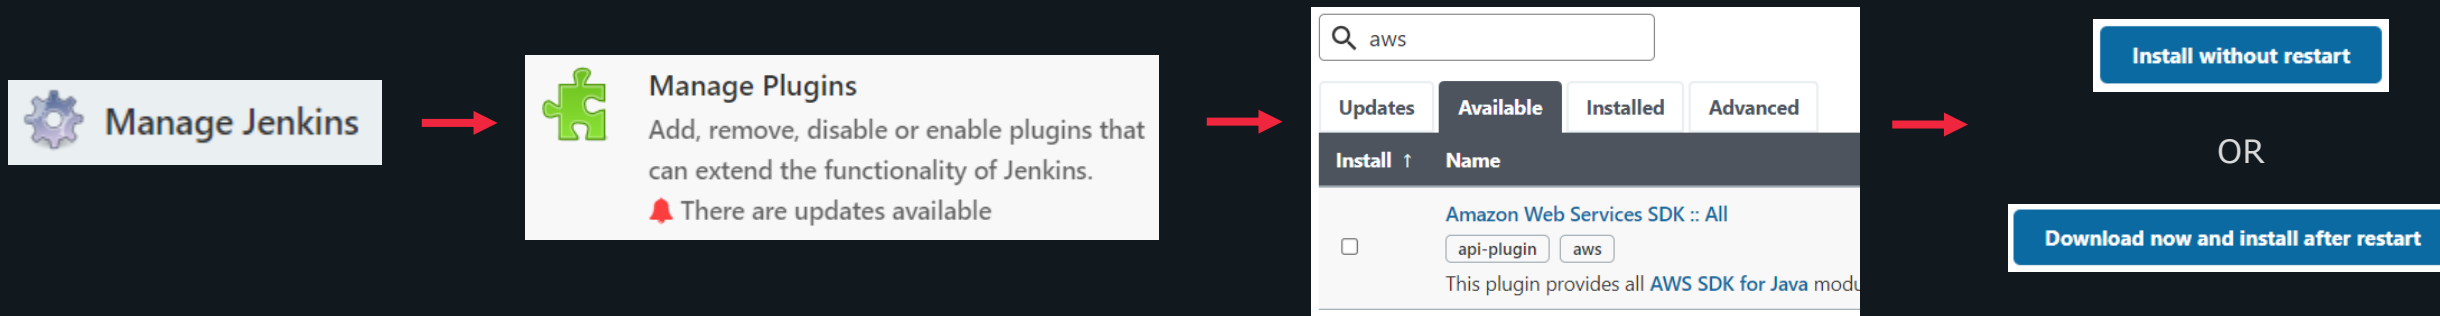 Manage Jenkins
Manage Plugins
Add, remove, disable or enable plugins that
can extend the functionality of Jenkins.
There are updates available
aws
Updates Available Installed Advanced
Install ↑ Name
Amazon Web Services SDK :: All
api-plugin aws
This plugin provides all AWS SDK for Java modu
Install without restart
OR
Download now and install after restart